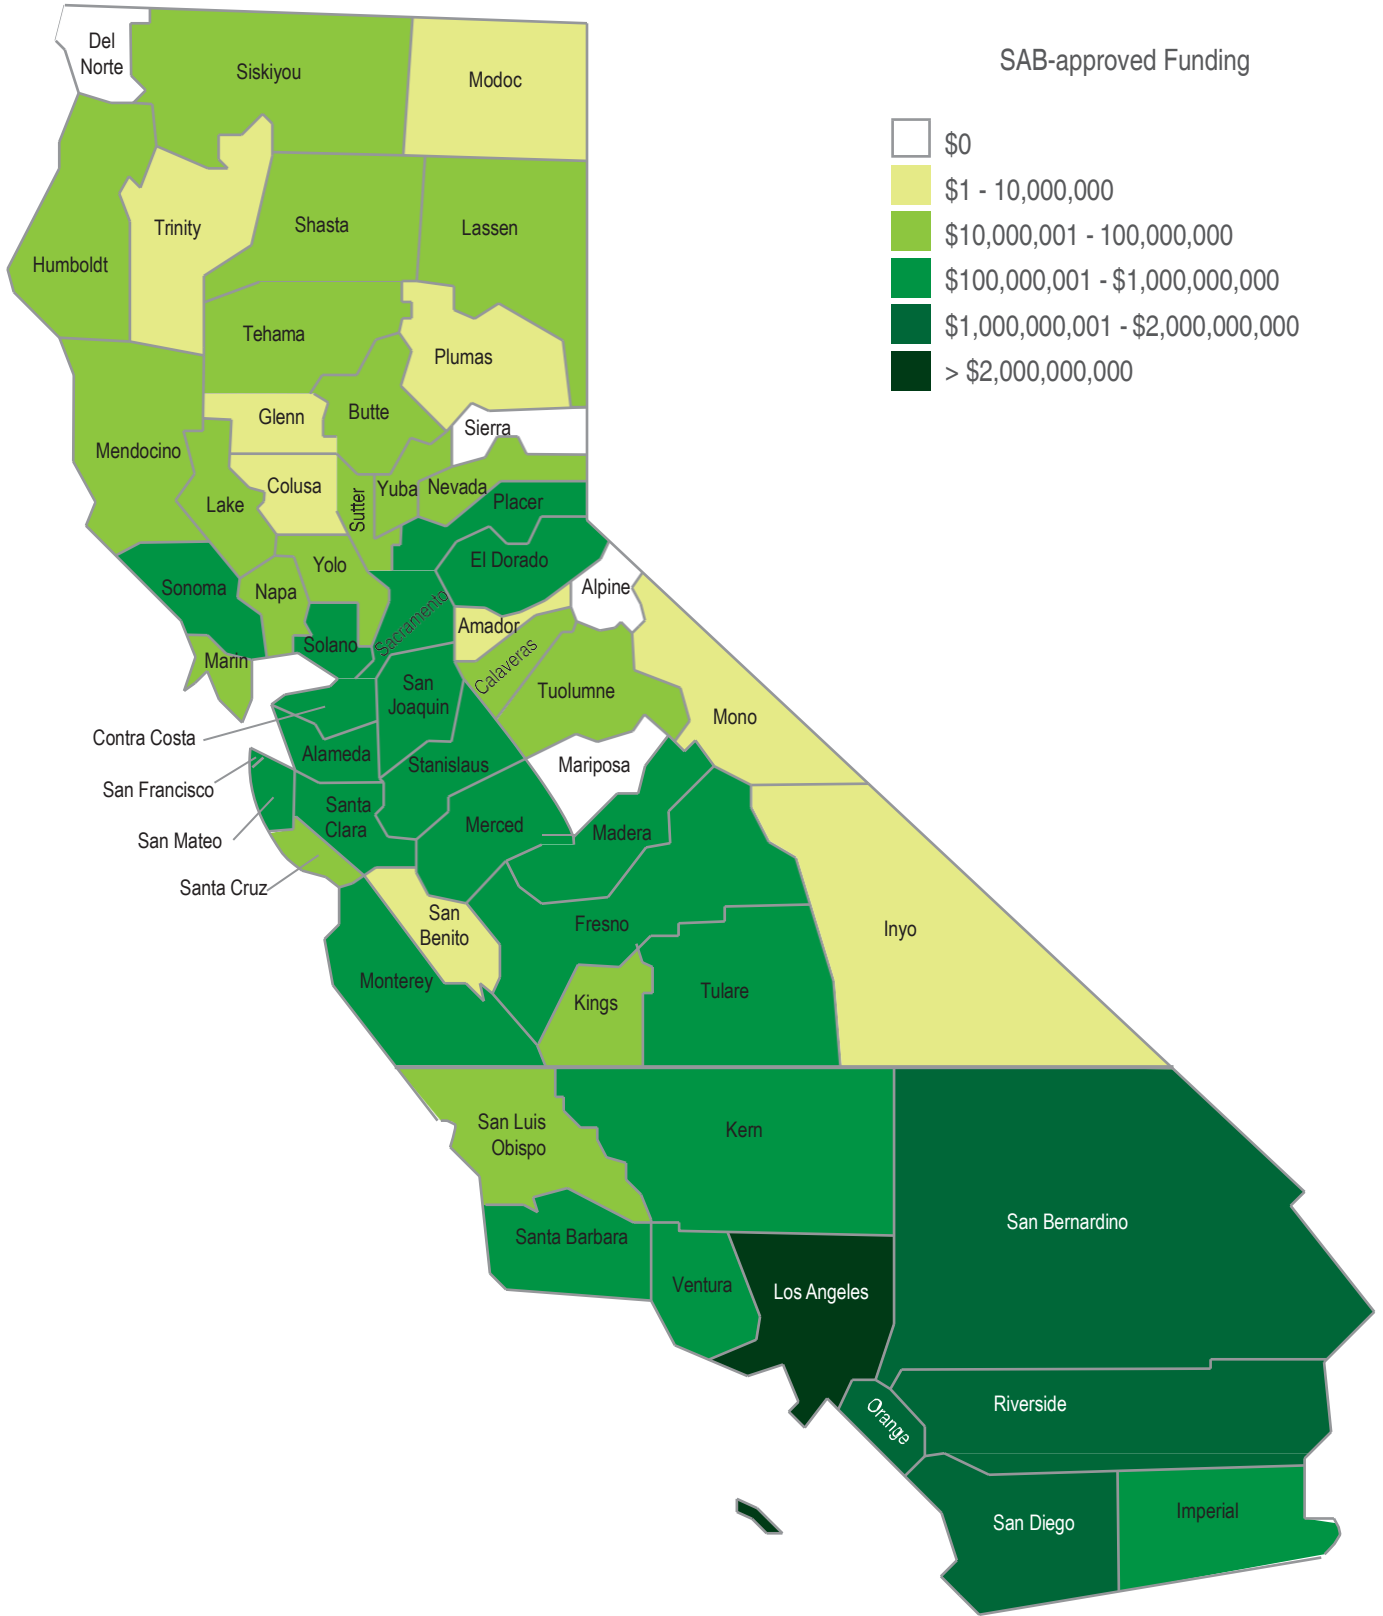 SAB-approved Funding
$0
$1 - 10,000,000
$10,000,001 - 100,000,000
$100,000,001 - $1,000,000,000
$1,000,000,001 - $2,000,000,000
> $2,000,000,000
Del
Norte
Siskiyou
Modoc
Trinity
Shasta
Lassen
Humboldt
Tehama
Plumas
Glenn
Butte
Sierra
Mendocino
Colusa
Lake
Sutter
Yuba
Nevada
Placer
El Dorado
Yolo
Sonoma
Napa
Alpine
Sacramento
Amador
Solano
Marin
Calaveras
San
Joaquin
Tuolumne
Mono
Contra Costa
Alameda
Stanislaus
Mariposa
San Francisco
Santa
Clara
Merced
Madera
San Mateo
Santa Cruz
San
Benito
Fresno
Inyo
Monterey
Kings
Tulare
San Luis
Obispo
Kern
San Bernardino
Santa Barbara
Ventura
Los Angeles
Orange
Riverside
San Diego
Imperial